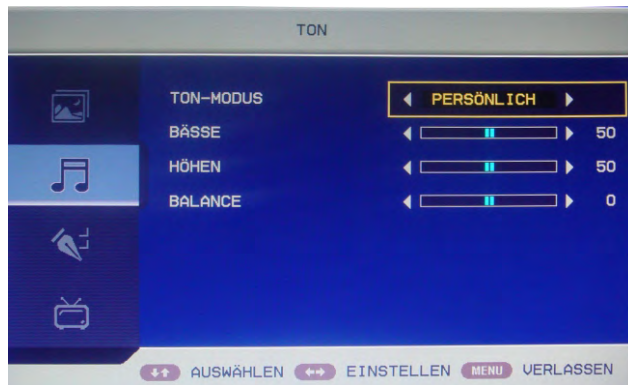 TON
TON-MODUS PERSÖNLICH
BÄSSE 50
HÖHEN 50
BALANCE 0
AUSWÄHLEN EINSTELLEN MENU VERLASSEN